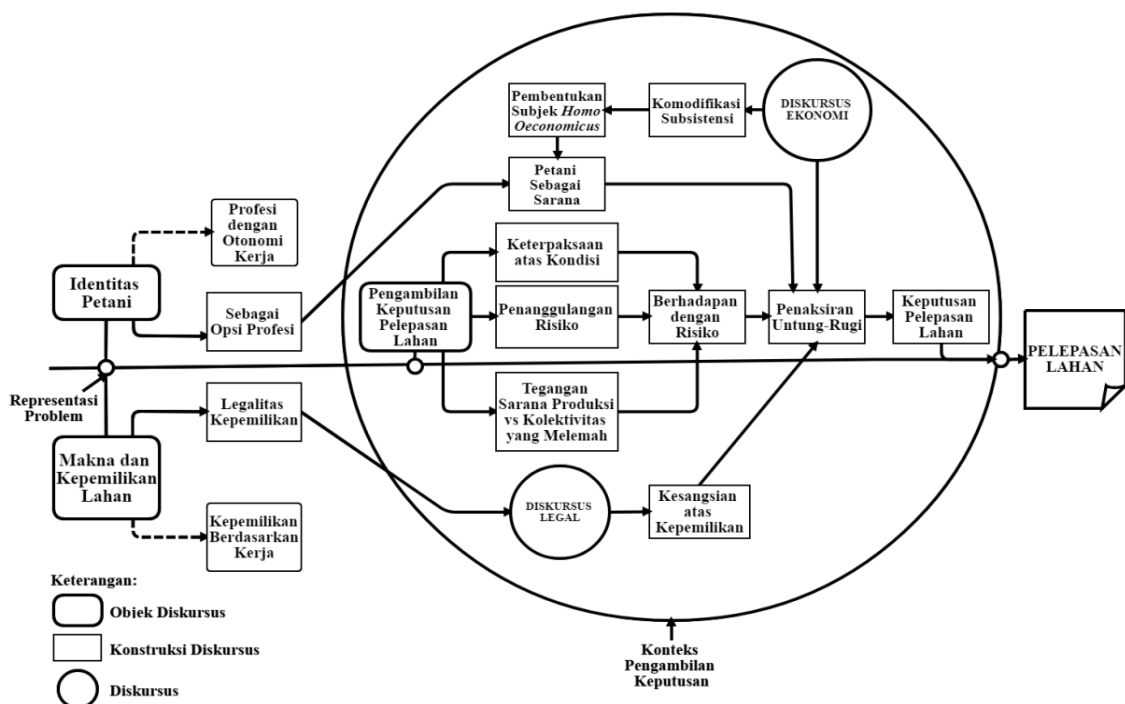 Pembentukan
Subjek Homo
Oeconomicus
Komodifikasi
Subsistensi
DISKURSUS
EKONOMI
Petani
Sebagai
Sarana
Profesi
dengan
Otonomi
Kerja
Identitas
Petani
Sebagai
Opsi Profesi
Keterpaksaan
atas Kondisi
Pengambilan
Keputusan
Pelepasan
Lahan
Penanggulangan
Risiko
Berhadapan
dengan
Risiko
Penaksiran
Untung-Rugi
Keputusan
Pelepasan
Lahan
PELEPASAN
LAHAN
Representasi
Problem
Legalitas
Kepemilikan
Tegangan
Sarana Produksi
vs Kolektivitas
yang Melemah
Makna dan
Kepemilikan
Lahan
DISKURSUS
LEGAL
Kesangsian
atas
Kepemilikan
Kepemilikan
Berdasarkan
Kerja
Keterangan:
Objek Diskursus
Konstruksi Diskursus
Diskursus
Konteks
Pengambilan
Keputusan